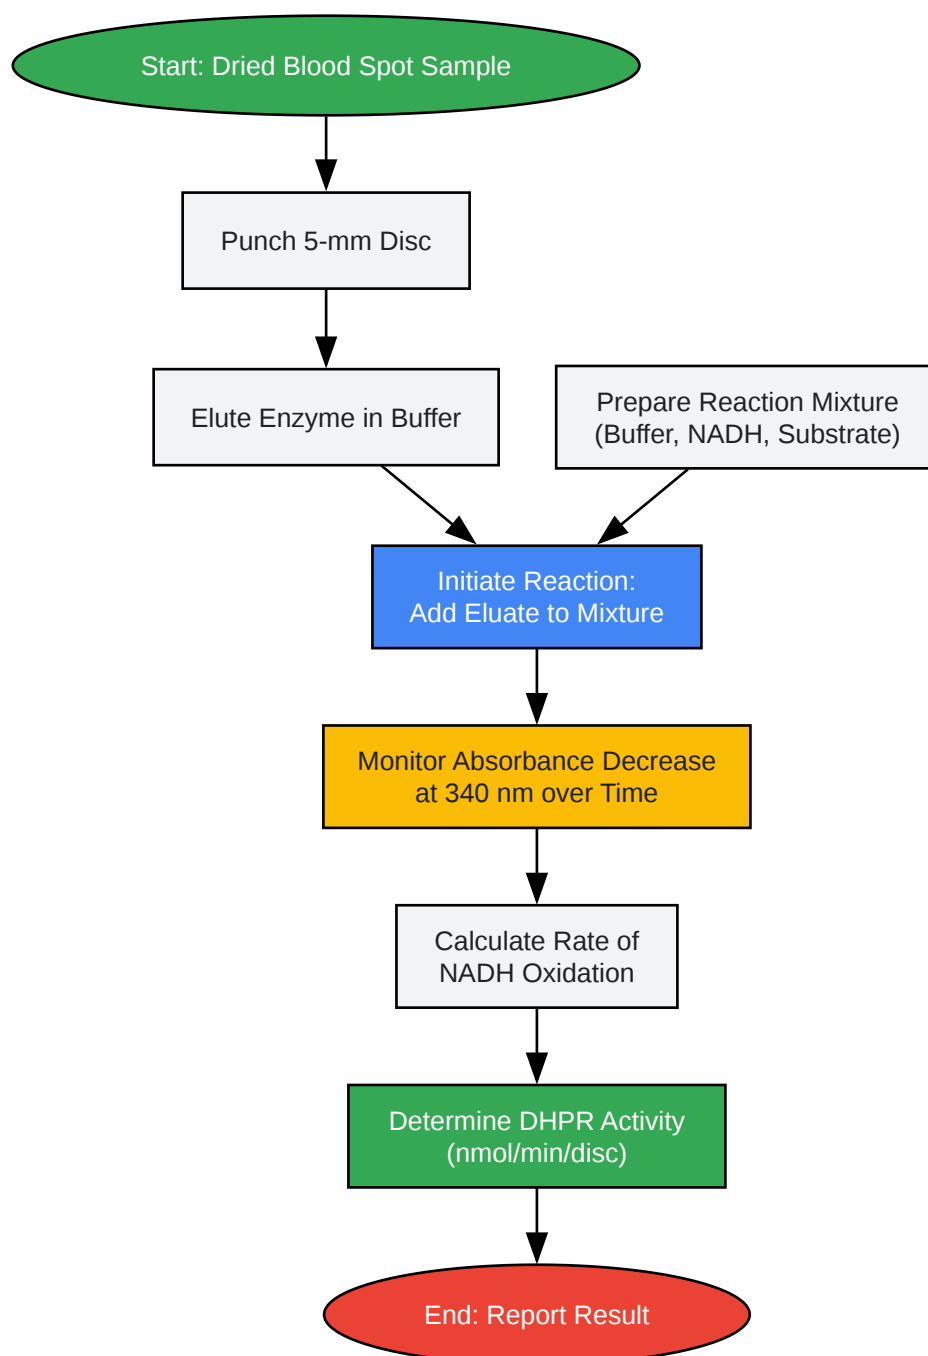 Start: Dried Blood Spot Sample
Punch 5-mm Disc
Elute Enzyme in Buffer
Prepare Reaction Mixture
(Buffer, NADH, Substrate)
Initiate Reaction:
Add Eluate to Mixture
Monitor Absorbance Decrease
at 340 nm over Time
Calculate Rate of
NADH Oxidation
Determine DHPR Activity
(nmol/min/disc)
End: Report Result